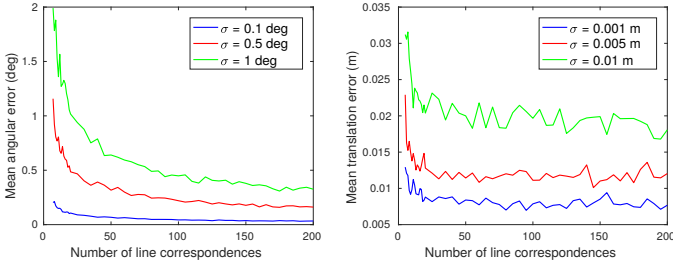 Mean angular error (deg)
2
1.5
1
0.5
0
σ = 0.1 deg
σ = 0.5 deg
σ = 1 deg
0
50
100
150
200
Number of line correspondences
Mean translation error (m)
0.035
0.03
0.025
0.02
0.015
0.01
0.005
σ = 0.001 m
σ = 0.005 m
σ = 0.01 m
0
50
100
150
200
Number of line correspondences